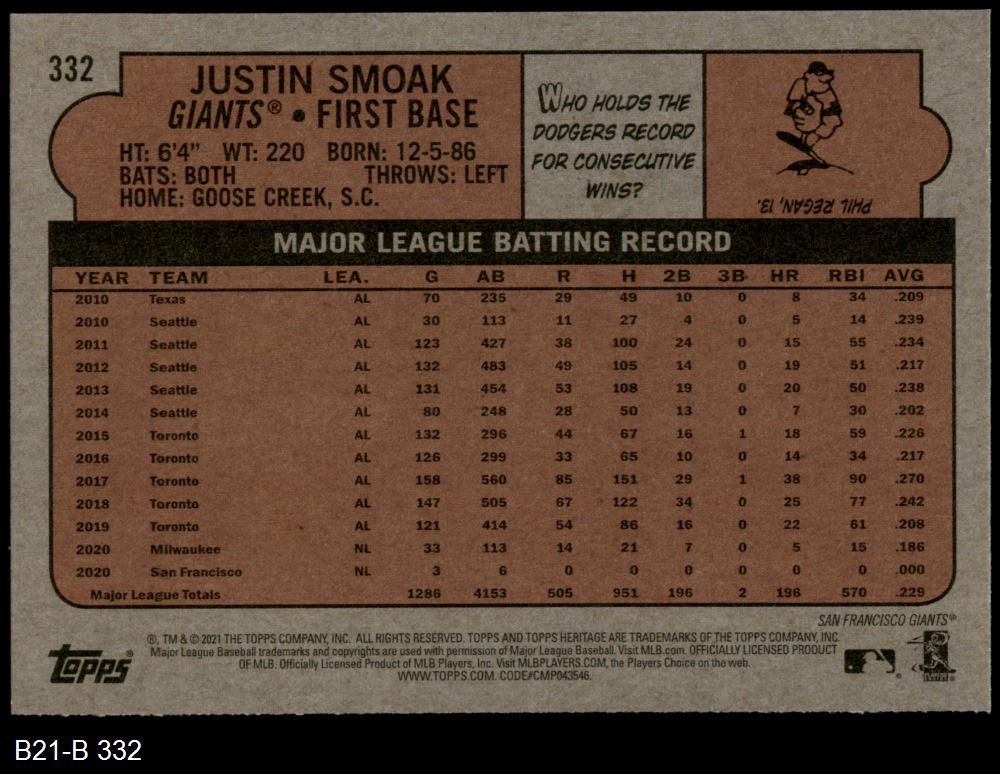 332
JUSTIN SMOAK
GIANTS® • FIRST BASE
HT: 6'4" WT: 220 BORN: 12-5-86
BATS: BOTH THROWS: LEFT
HOME: GOOSE CREEK, S.C.
WHO HOLDS THE
DODGERS RECORD
FOR CONSECUTIVE
WINS?
PHIL REGAN, 13.
MAJOR LEAGUE BATTING RECORD
YEAR TEAM LEA. G AB R H 2B 3B HR RBI AVG
2010 Texas AL 70 235 29 49 10 0 8 34 .209
2010 Seattle AL 30 113 11 27 4 0 5 14 .239
2011 Seattle AL 123 427 38 100 24 0 15 55 .234
2012 Seattle AL 132 483 49 105 14 0 19 51 .217
2013 Seattle AL 131 454 53 108 19 0 20 50 .238
2014 Seattle AL 80 248 28 50 13 0 7 30 .202
2015 Toronto AL 132 296 44 67 16 1 18 59 .226
2016 Toronto AL 126 299 33 65 10 0 14 34 .217
2017 Toronto AL 158 560 85 151 29 1 38 90 .270
2018 Toronto AL 147 505 67 122 34 0 25 77 .242
2019 Toronto AL 121 414 54 86 16 0 22 61 .208
2020 Milwaukee NL 33 113 14 21 7 0 5 15 .186
2020 San Francisco NL 3 6 0 0 0 0 0 0 .000
Major League Totals 1286 4153 505 951 196 2 196 570 .229
SAN FRANCISCO GIANTS®
®, TM & © 2021 THE TOPPS COMPANY, INC. ALL RIGHTS RESERVED. TOPPS AND TOPPS HERITAGE ARE TRADEMARKS OF THE TOPPS COMPANY, INC.
Major League Baseball trademarks and copyrights are used with permission of Major League Baseball. Visit MLB.com. OFFICIALLY LICENSED PRODUCT
OF MLB. Officially Licensed Product of MLB Players, Inc. Visit MLBPLAYERS.COM, the Players Choice on the web.
WWW.TOPPS.COM. CODE#CMP043546.
Topps®
B21-B 332